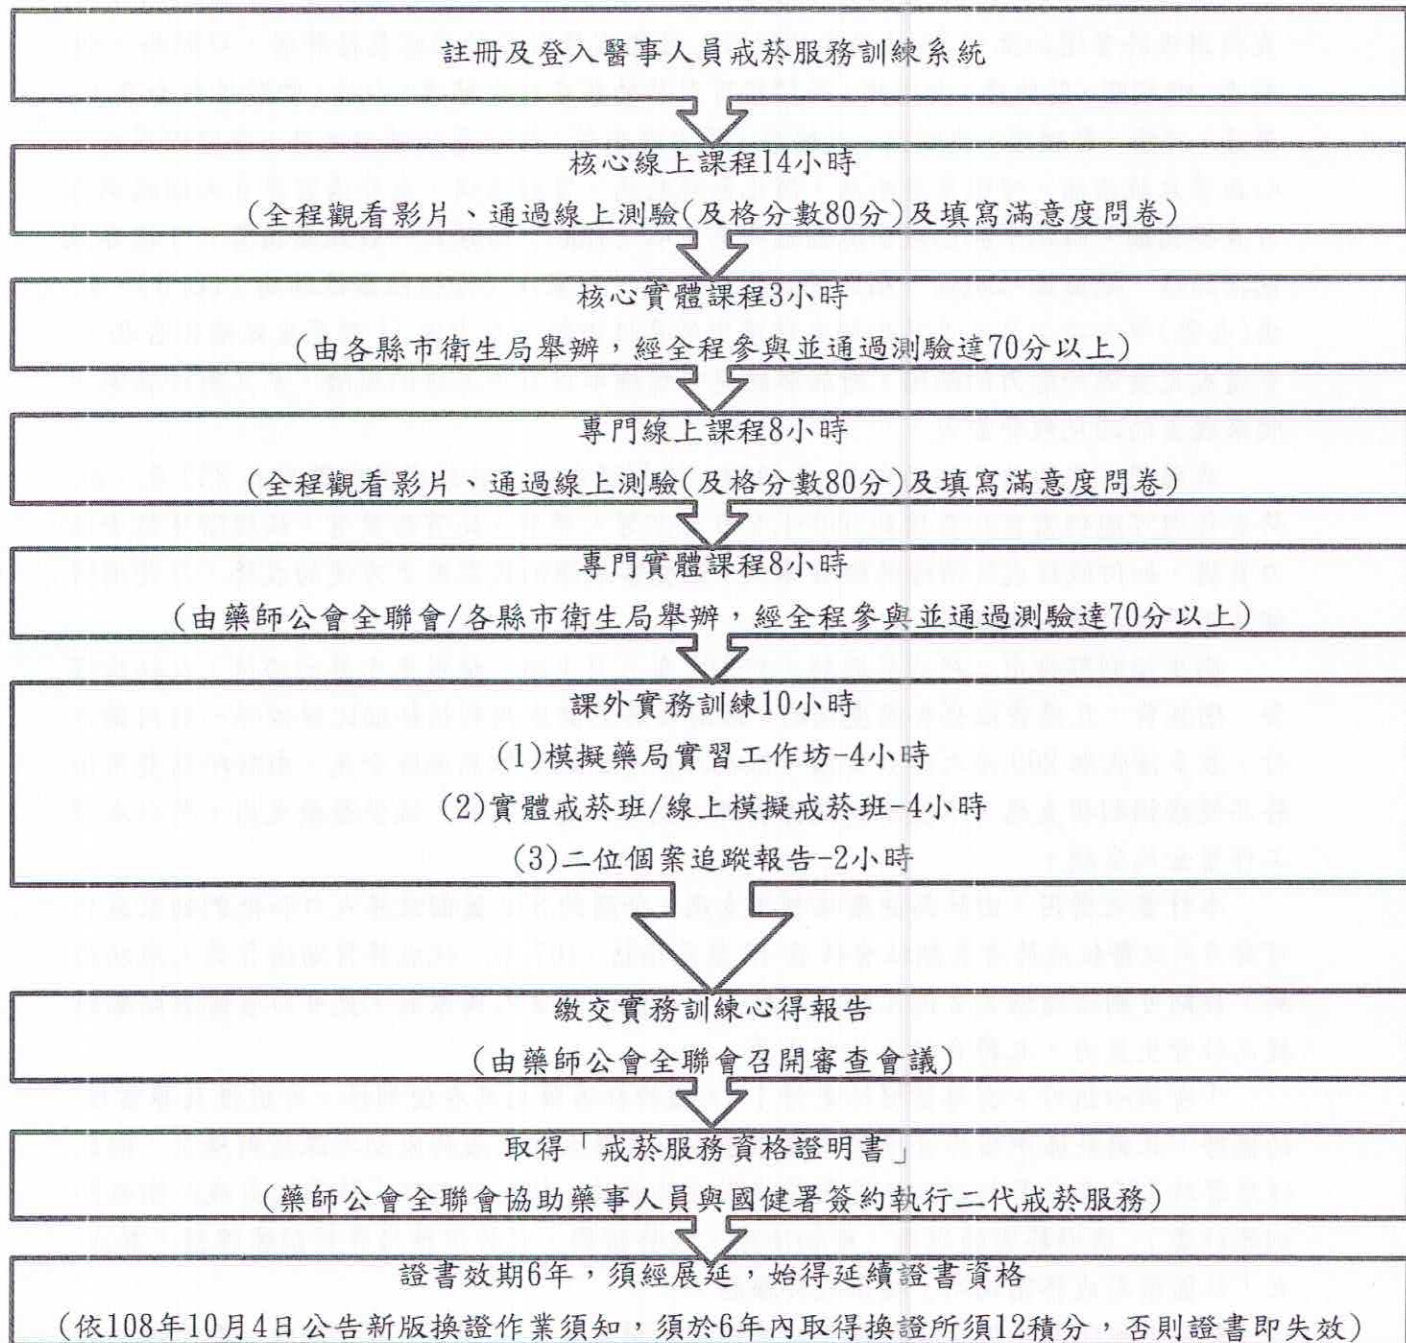 註冊及登入醫事人員戒菸服務訓練系統
核心線上課程14小時
(全程觀看影片、通過線上測驗(及格分數80分)及填寫滿意度問卷)
核心實體課程3小時
(由各縣市衛生局舉辦，經全程參與並通過測驗達70分以上)
專門線上課程8小時
(全程觀看影片、通過線上測驗(及格分數80分)及填寫滿意度問卷)
專門實體課程8小時
(由藥師公會全聯會/各縣市衛生局舉辦，經全程參與並通過測驗達70分以上)
課外實務訓練10小時
(1)模擬藥局實習工作坊-4小時
(2)實體戒菸班/線上模擬戒菸班-4小時
(3)二位個案追蹤報告-2小時
繳交實務訓練心得報告
(由藥師公會全聯會召開審查會議)
取得「戒菸服務資格證明書」
(藥師公會全聯會協助藥事人員與國健署簽約執行二代戒菸服務)
證書效期6年，須經展延，始得延續證書資格
(依108年10月4日公告新版換證作業須知，須於6年內取得換證所須12積分，否則證書即失效)